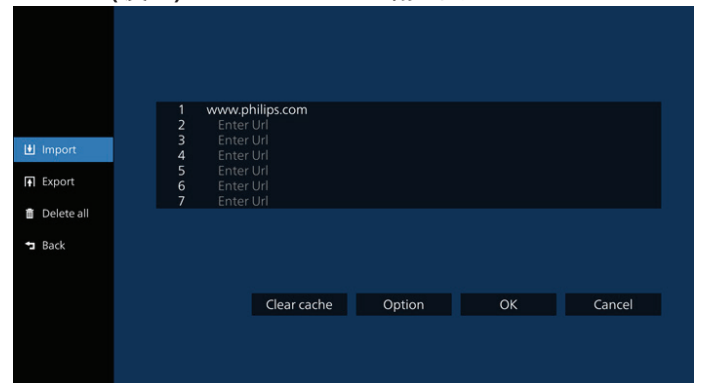 1 www.philips.com
2 Enter Url
3 Enter Url
4 Enter Url
5 Enter Url
6 Enter Url
7 Enter Url
Import
Export
Delete all
Back
Clear cache Option OK Cancel